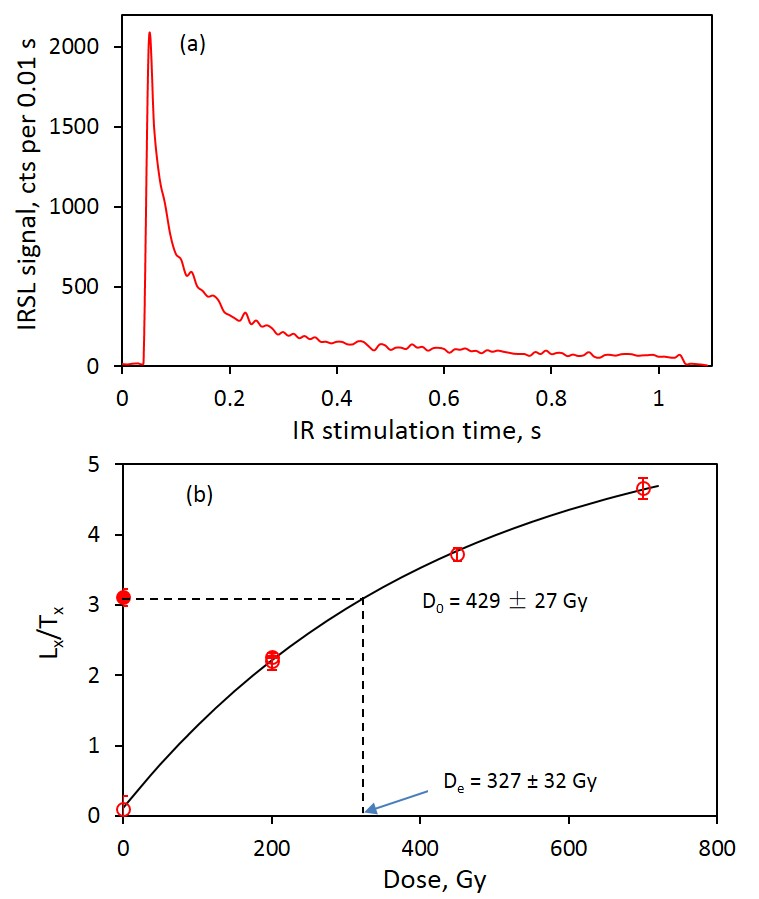 (a)
IRSL signal, cts per 0.01 s
2000
1500
1000
500
0
0 0.2 0.4 0.6 0.8 1
IR stimulation time, s
(b)
Lₓ/Tₓ
5
4
3
2
1
0
D₀ = 429 ± 27 Gy
Dₑ = 327 ± 32 Gy
0 200 400 600 800
Dose, Gy